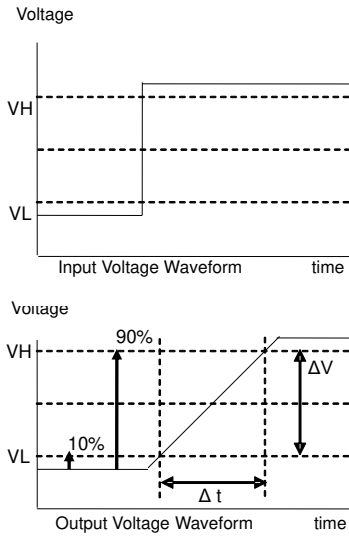 Voltage
VH
VL
Input Voltage Waveform time
Voltage
90%
VH
ΔV
10%
VL
Δ t
Output Voltage Waveform time